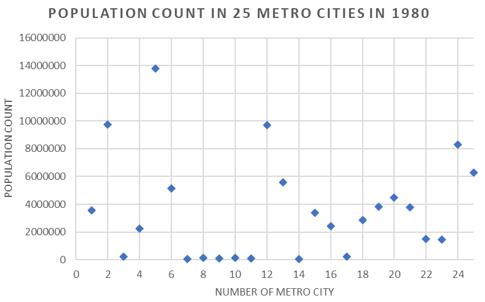 POPULATION COUNT IN 25 METRO CITIES IN 1980
16000000
14000000
12000000
10000000
8000000
6000000
4000000
2000000
0
POPULATION COUNT
0 2 4 6 8 10 12 14 16 18 20 22 24
NUMBER OF METRO CITY